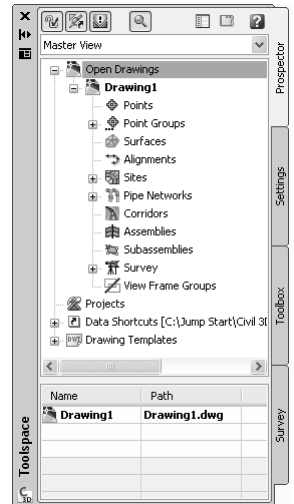 Master View
Open Drawings
Drawing1
Points
Point Groups
Surfaces
Alignments
Sites
Pipe Networks
Corridors
Assemblies
Subassemblies
Survey
View Frame Groups
Projects
Data Shortcuts [C:\Jump Start\Civil 3
Drawing Templates
Name Path
Drawing1 Drawing1.dwg
Prospector
Settings
Toolbox
Survey
Toolspace